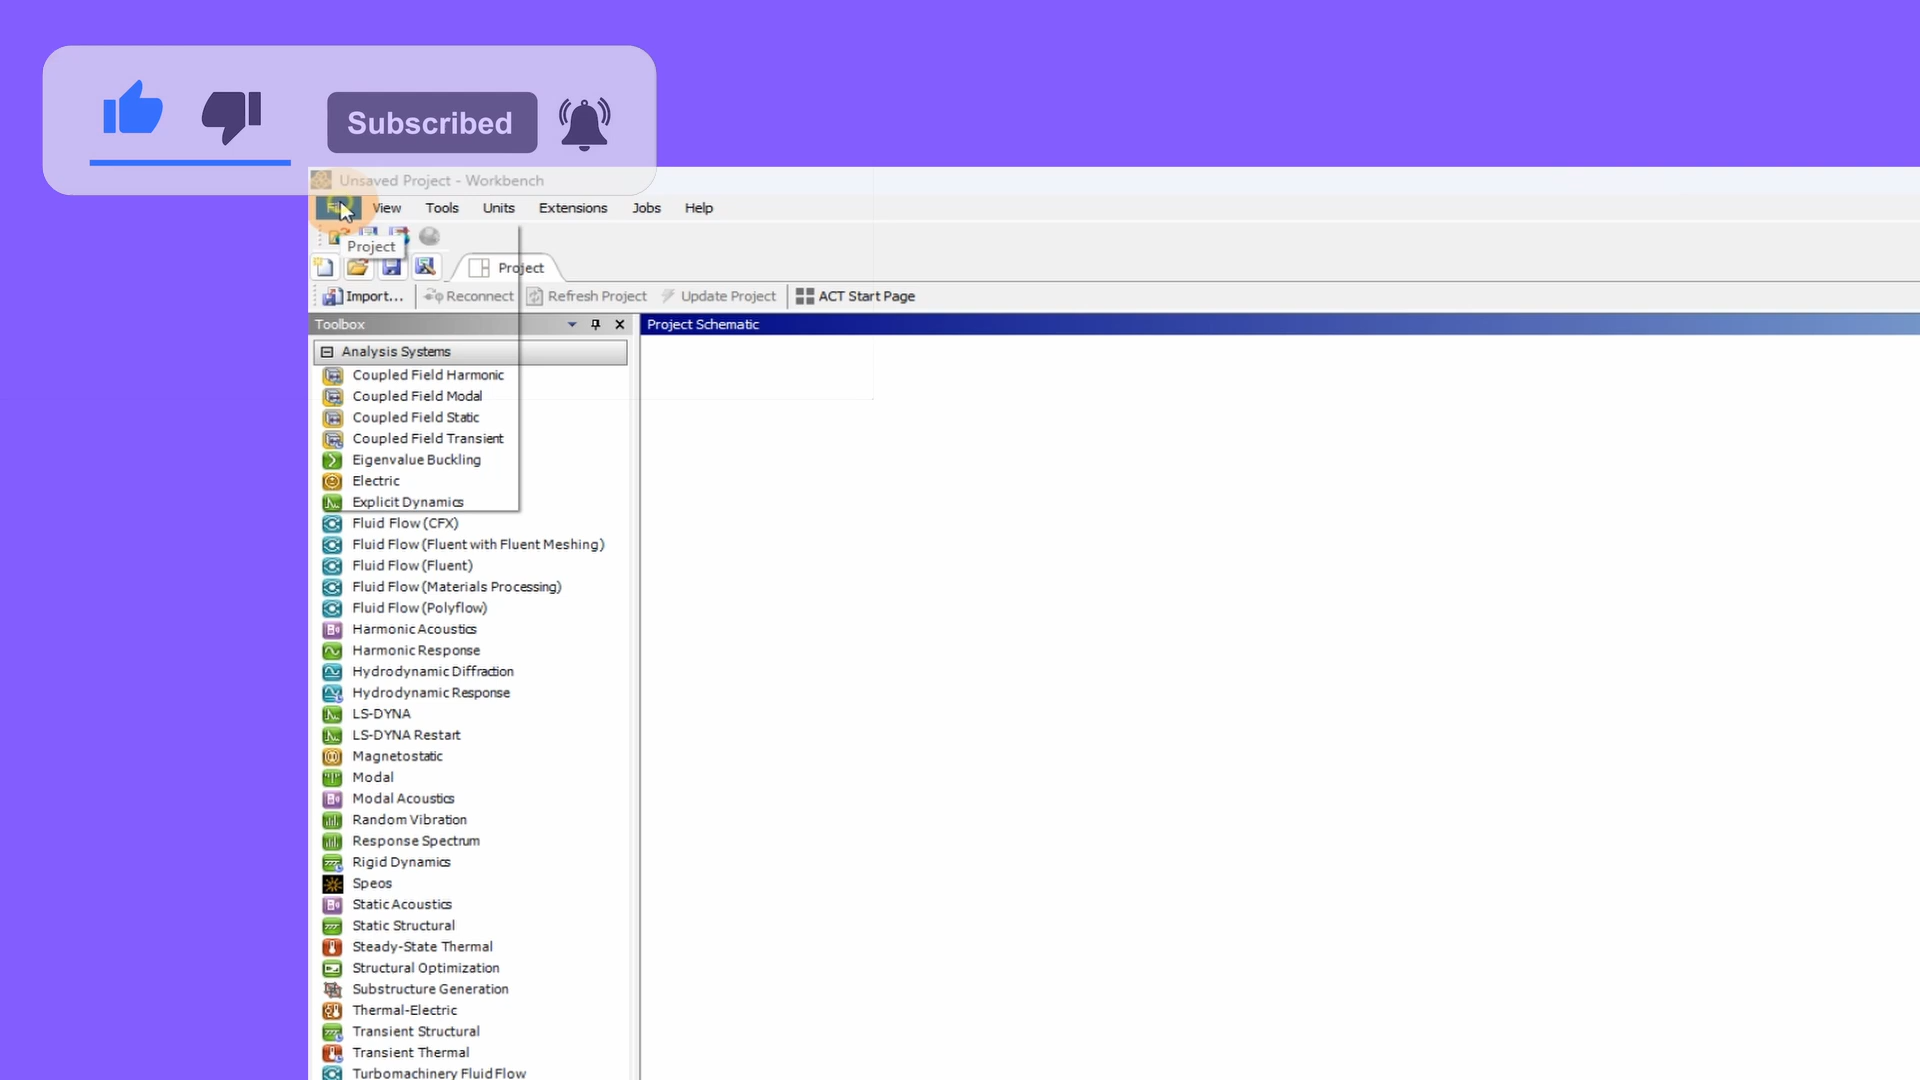 Subscribed
Unsaved Project - Workbench
View Tools Units Extensions Jobs Help
Project
Project
Import... Reconnect Refresh Project Update Project ACT Start Page
Toolbox
Project Schematic
Analysis Systems
Coupled Field Harmonic
Coupled Field Modal
Coupled Field Static
Coupled Field Transient
Eigenvalue Buckling
Electric
Explicit Dynamics
Fluid Flow (CFX)
Fluid Flow (Fluent with Fluent Meshing)
Fluid Flow (Fluent)
Fluid Flow (Materials Processing)
Fluid Flow (Polyflow)
Harmonic Acoustics
Harmonic Response
Hydrodynamic Diffraction
Hydrodynamic Response
LS-DYNA
LS-DYNA Restart
Magnetostatic
Modal
Modal Acoustics
Random Vibration
Response Spectrum
Rigid Dynamics
Speos
Static Acoustics
Static Structural
Steady-State Thermal
Structural Optimization
Substructure Generation
Thermal-Electric
Transient Structural
Transient Thermal
Turbomachinery Fluid Flow